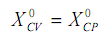 X⁰_CV = X⁰_CP